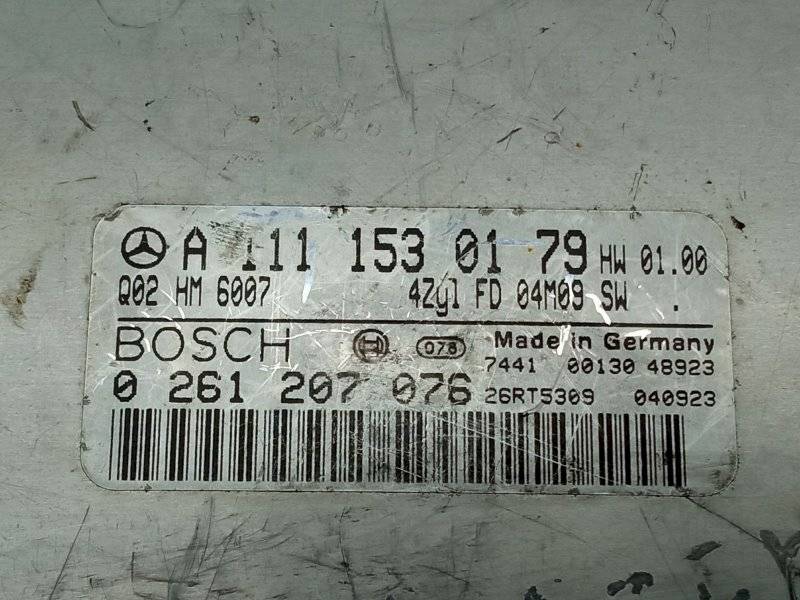 A 111 153 01 79 HW 01.00
Q02 HM 6007 4Zyl FD 04M09 SW .
BOSCH 078 Made in Germany
7441 00130 48923
0 261 207 076 26RT5309 040923